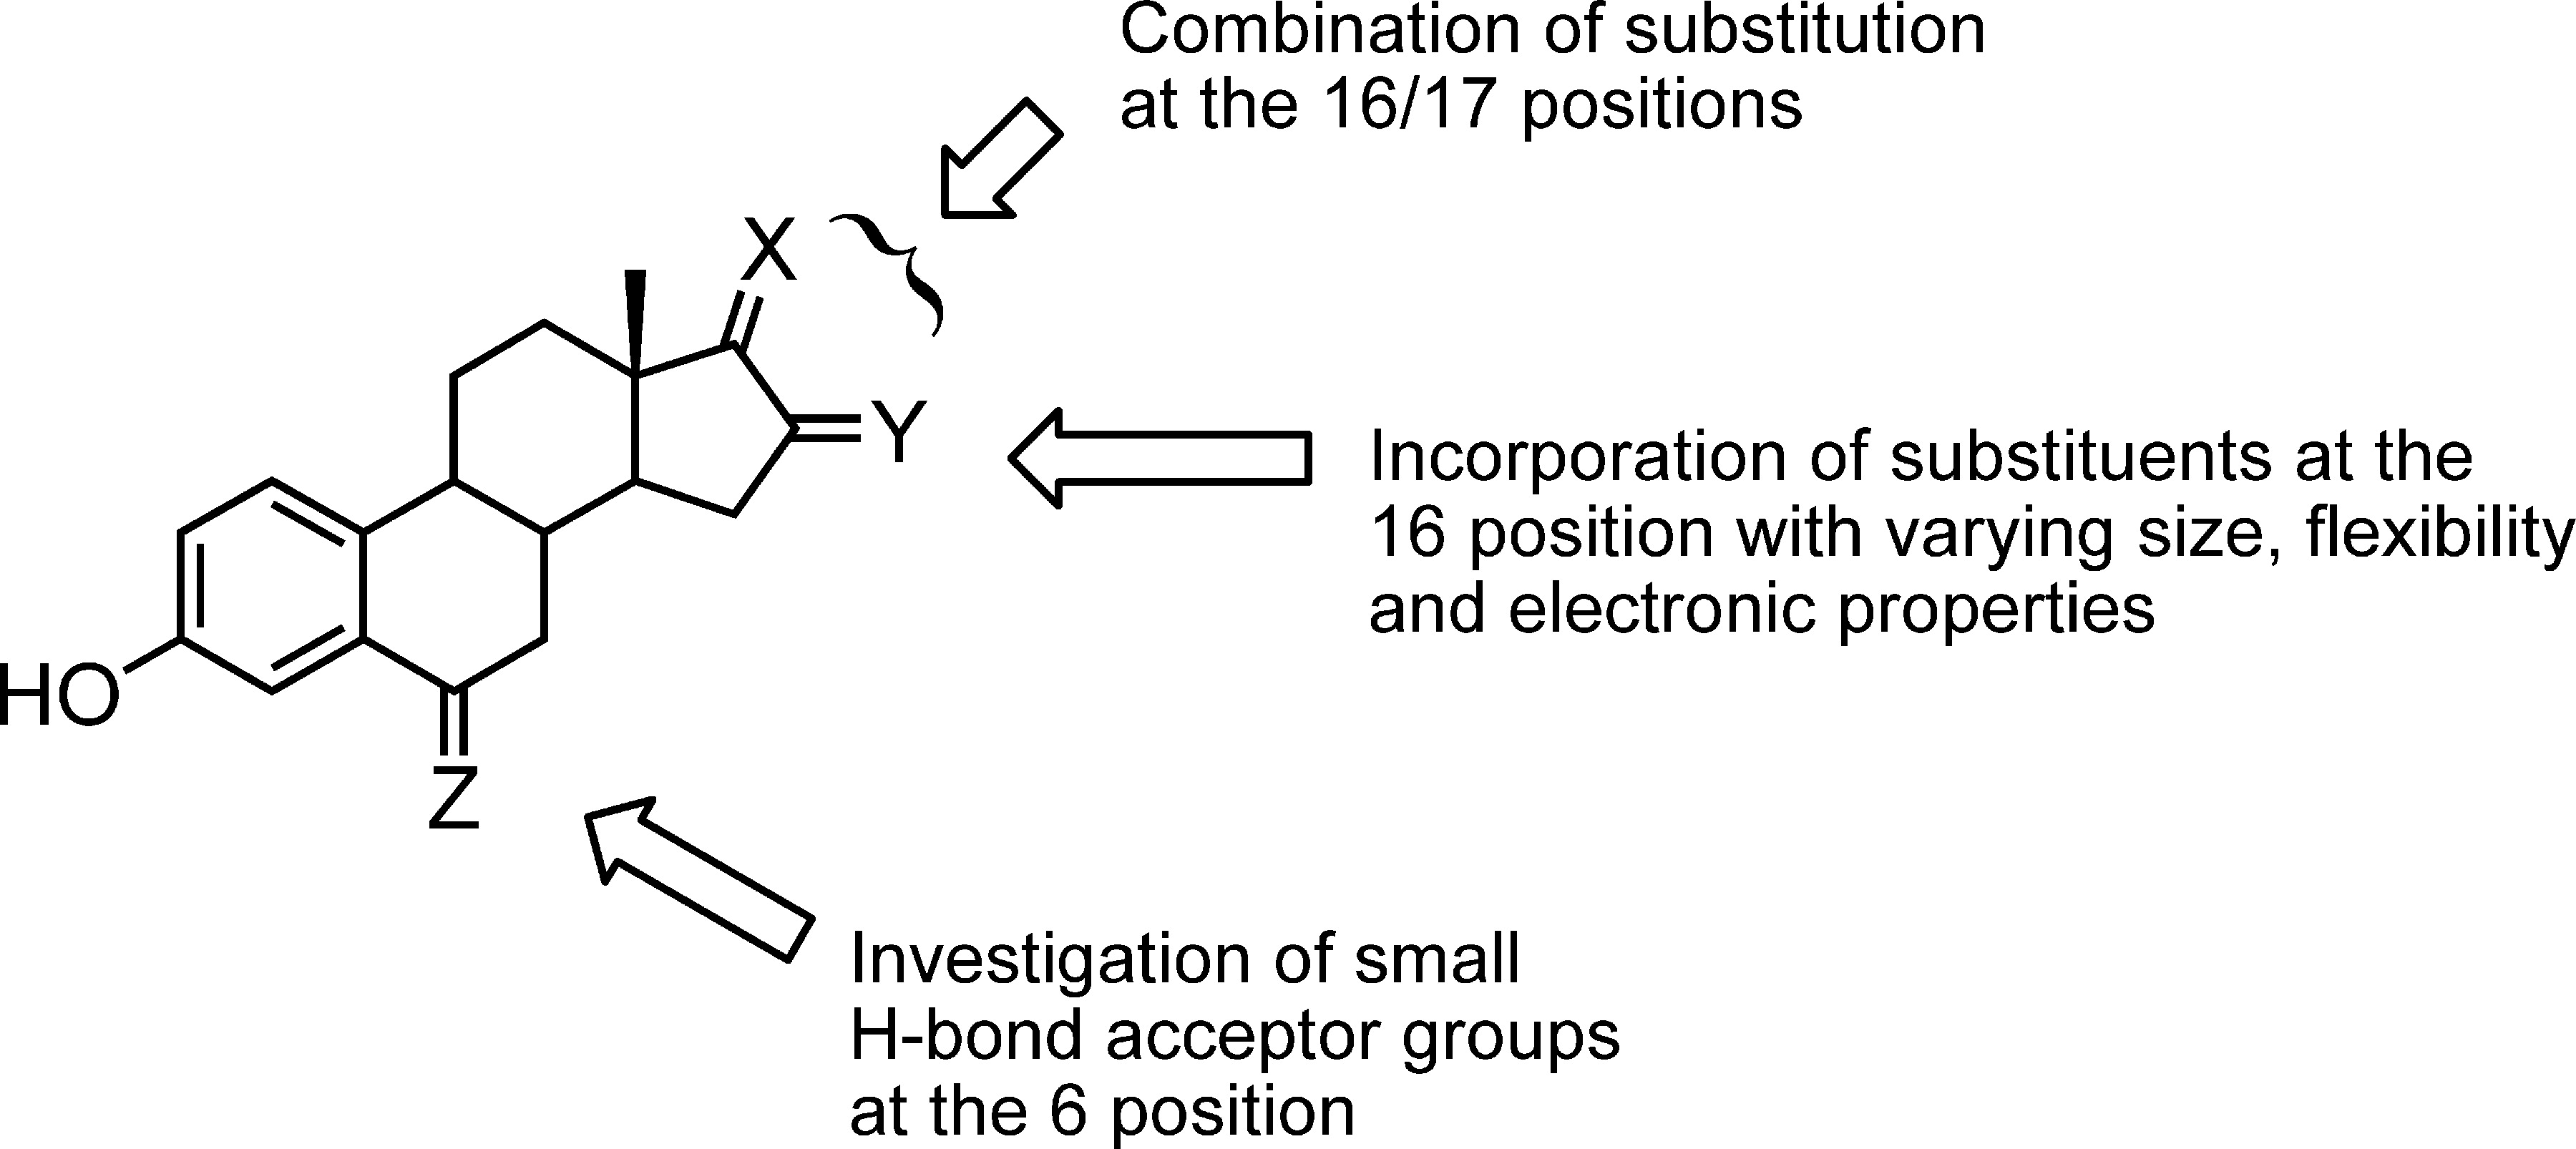 Combination of substitution
at the 16/17 positions
X
Y
Incorporation of substituents at the
16 position with varying size, flexibility
and electronic properties
HO
Z
Investigation of small
H-bond acceptor groups
at the 6 position